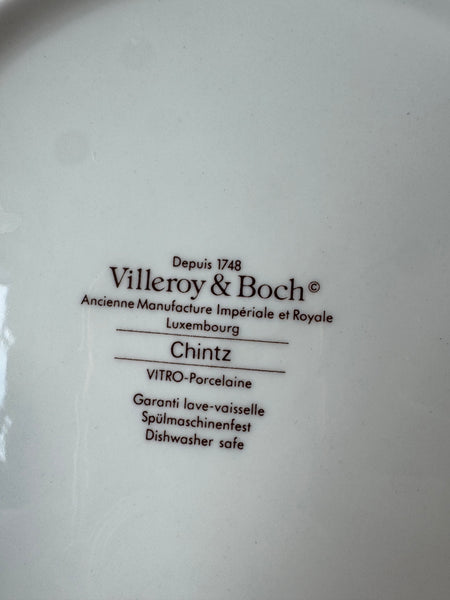 Depuis 1748
Villeroy & Boch©
Ancienne Manufacture Impériale et Royale
Luxembourg
Chintz
VITRO-Porcelaine
Garanti lave-vaisselle
Spülmaschinenfest
Dishwasher safe